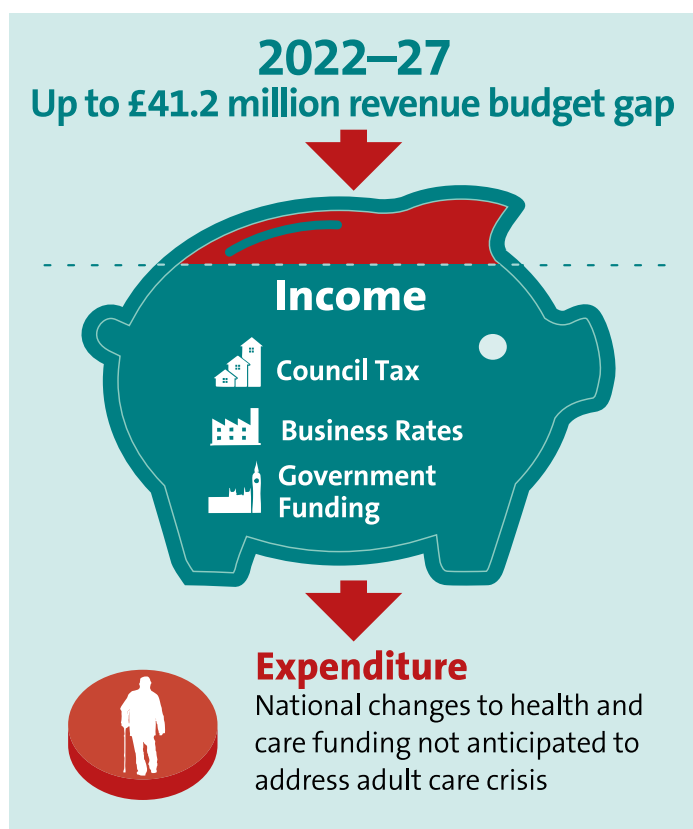 2022–27
Up to £41.2 million revenue budget gap
Income
Council Tax
Business Rates
Government
Funding
Expenditure
National changes to health and
care funding not anticipated to
address adult care crisis